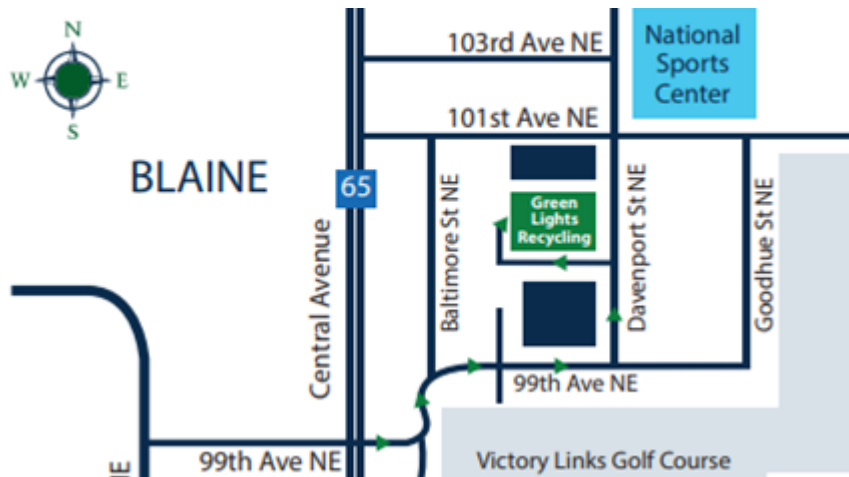 N
W
E
S
BLAINE
65
Central Avenue
103rd Ave NE
National
Sports
Center
101st Ave NE
Green
Lights
Recycling
Baltimore St NE
Davenport St NE
Goodhue St NE
99th Ave NE
99th Ave NE
Victory Links Golf Course
NE